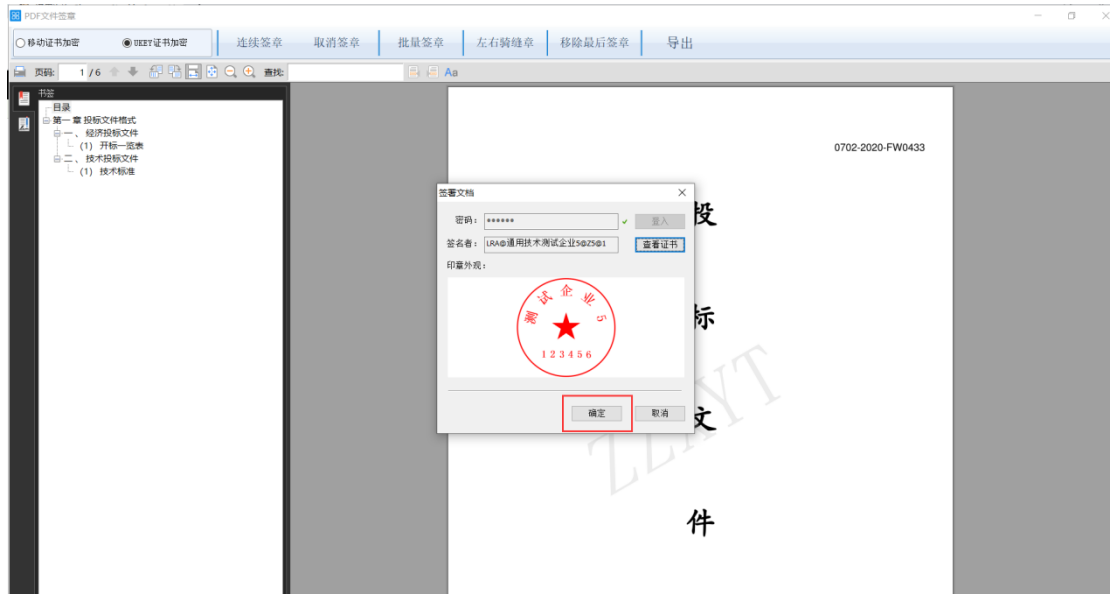 PDF文件签章
移动证书加密 UKEY证书加密 连续签章 取消签章 批量签章 左右骑缝章 移除最后签章 导出
页码: 1 / 6 查找: Aa
书签
目录
第一章 投标文件格式
一、 经济投标文件
(1) 开标一览表
二、 技术投标文件
(1) 技术标准
0702-2020-FW0433
投
标
文
件
ZZXYT
签署文档
密码: ****** 置入
签名者: LRA@通用技术测试企业5@Z5@1 查看证书
印章外观:
测试企业5
123456
确定 取消